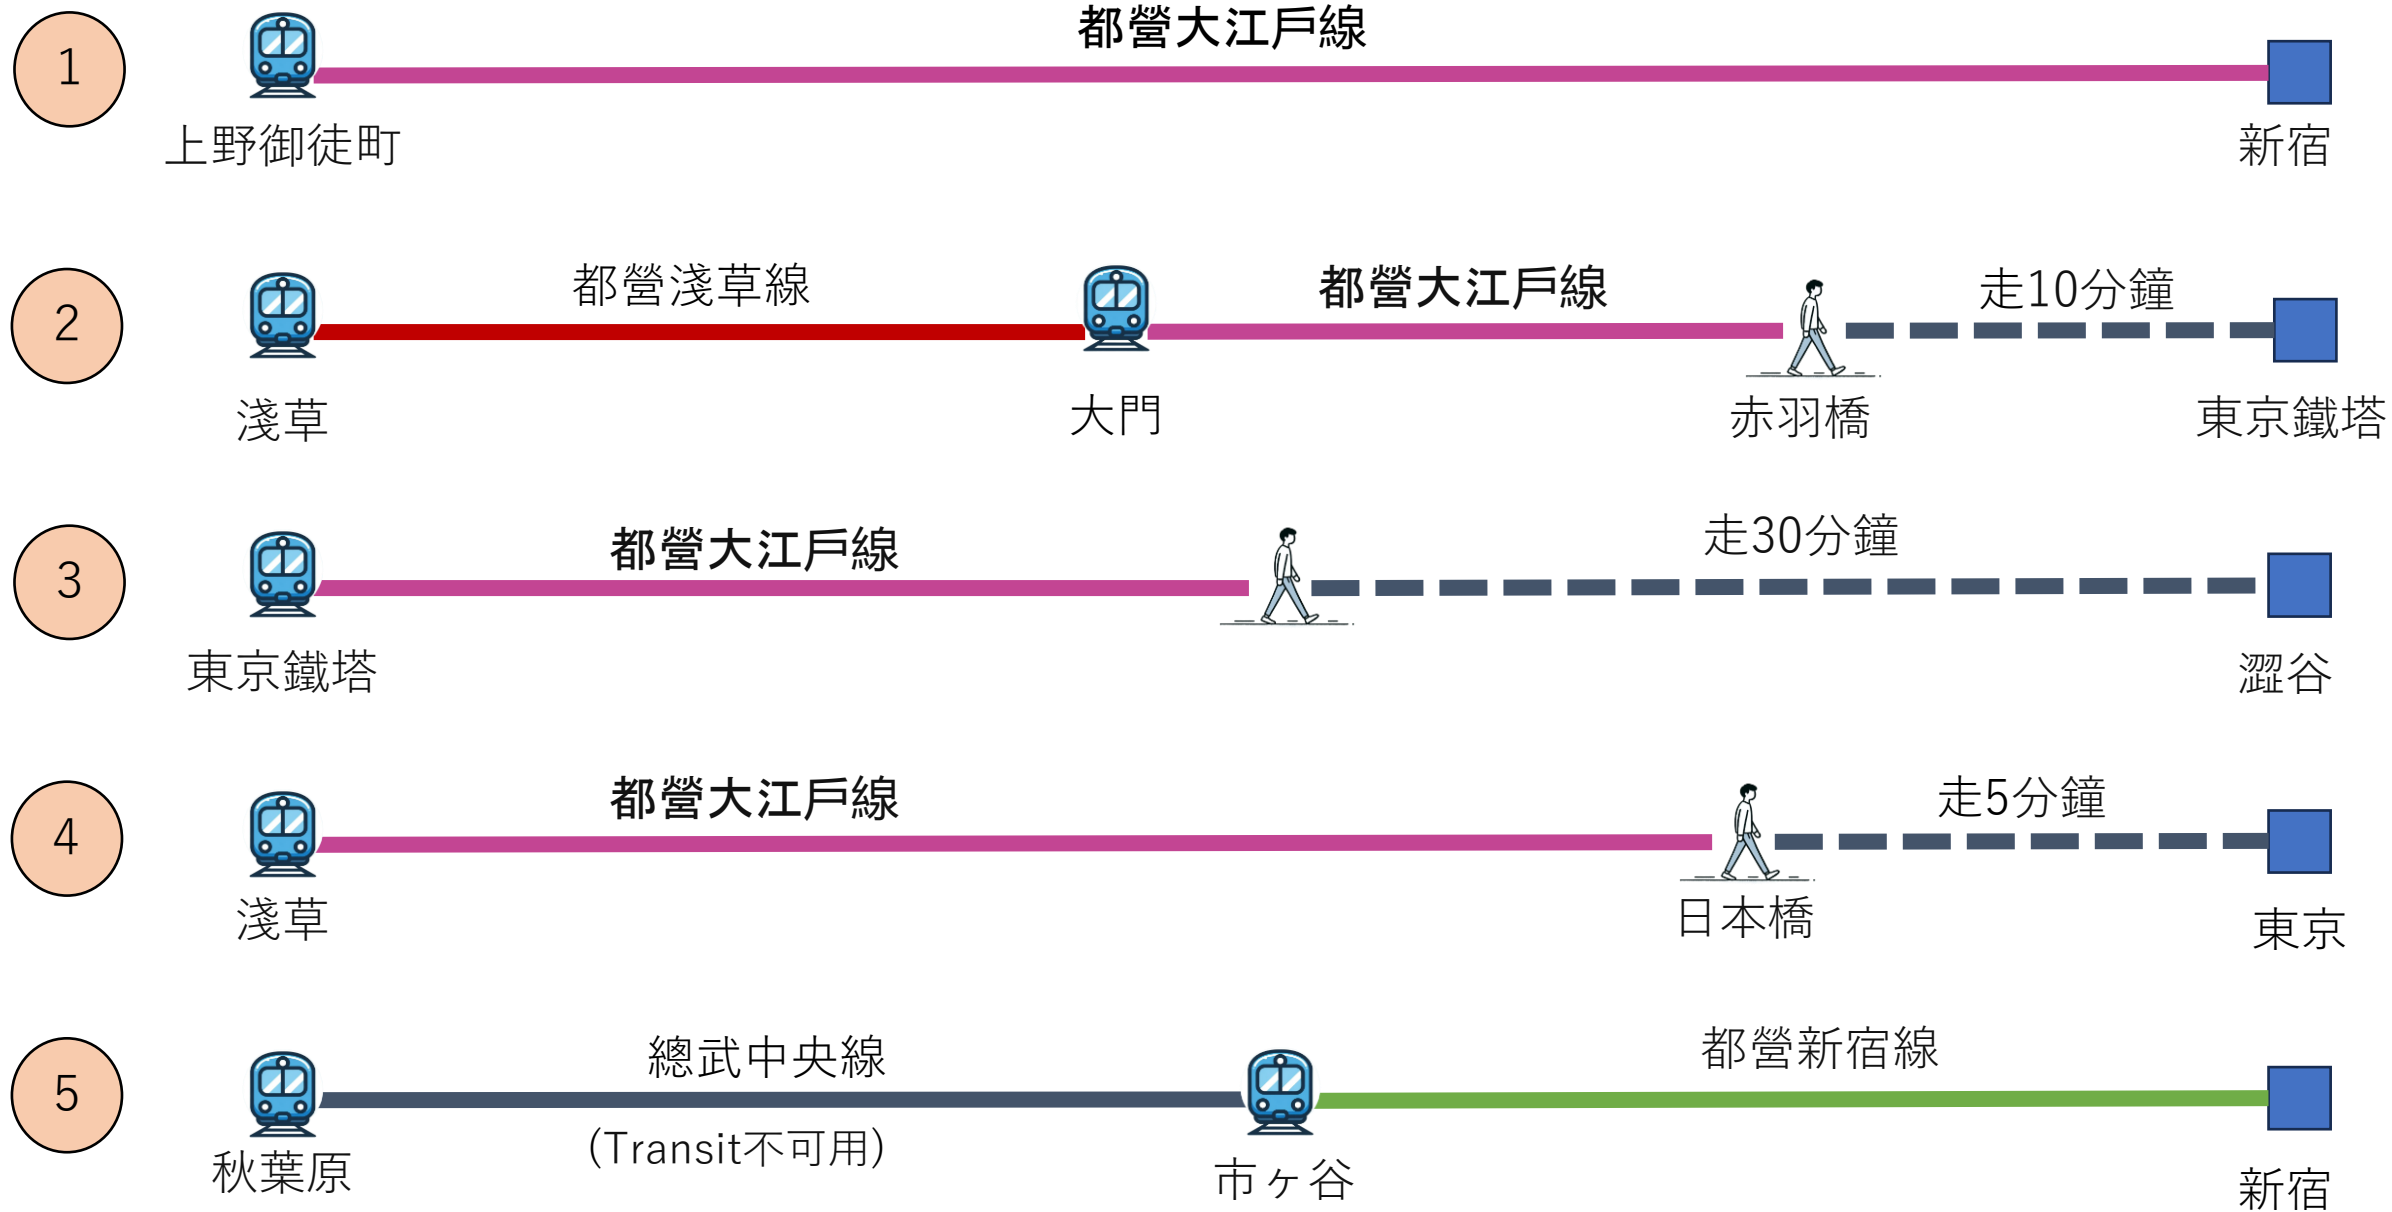 1
都營大江戶線
上野御徒町
新宿
2
都營淺草線
都營大江戶線
走10分鐘
淺草
大門
赤羽橋
東京鐵塔
3
都營大江戶線
走30分鐘
東京鐵塔
澀谷
4
都營大江戶線
走5分鐘
淺草
日本橋
東京
5
總武中央線
都營新宿線
(Transit不可用)
秋葉原
市ヶ谷
新宿